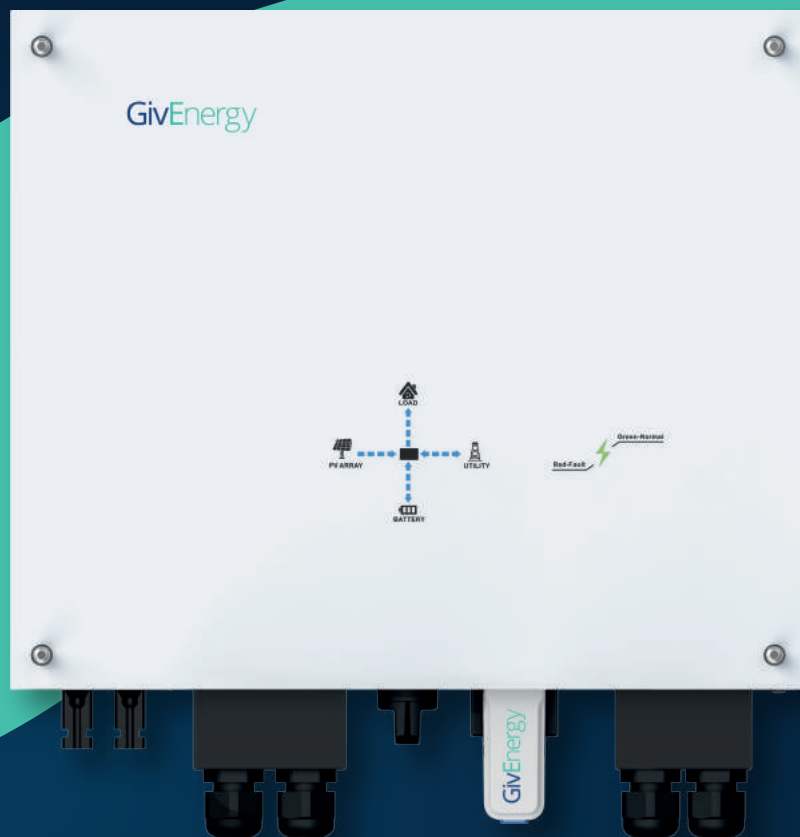 GivEnergy
LOAD
PV ARRAY
UTILITY
BATTERY
Green-Normal
Red-Fault
GivEnergy